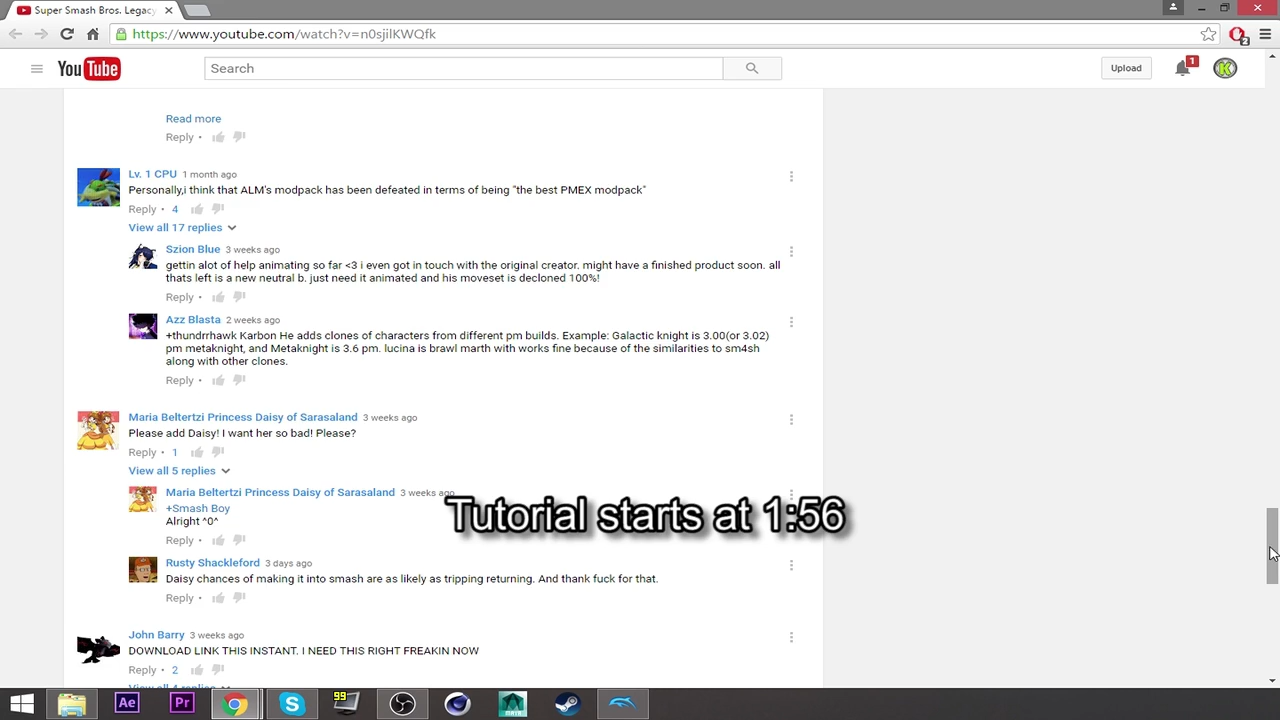 Super Smash Bros. Legacy
https://www.youtube.com/watch?v=n0sjilKWQfk
YouTube
Search
Upload
1
K
2
Read more
Reply •
Lv. 1 CPU 1 month ago
Personally,i think that ALM's modpack has been defeated in terms of being "the best PMEX modpack"
Reply • 4
View all 17 replies
Szion Blue 3 weeks ago
gettin alot of help animating so far <3 i even got in touch with the original creator. might have a finished product soon. all
thats left is a new neutral b. just need it animated and his moveset is decloned 100%!
Reply •
Azz Blasta 2 weeks ago
+thundrrhawk Karbon He adds clones of characters from different pm builds. Example: Galactic knight is 3.00(or 3.02)
pm metaknight, and Metaknight is 3.6 pm. lucina is brawl marth with works fine because of the similarities to sm4sh
along with other clones.
Reply •
Maria Beltertzi Princess Daisy of Sarasaland 3 weeks ago
Please add Daisy! I want her so bad! Please?
Reply • 1
View all 5 replies
Maria Beltertzi Princess Daisy of Sarasaland 3 weeks ago
+Smash Boy
Alright ^0^
Tutorial starts at 1:56
Reply •
Rusty Shackleford 3 days ago
Daisy chances of making it into smash are as likely as tripping returning. And thank fuck for that.
Reply •
John Barry 3 weeks ago
DOWNLOAD LINK THIS INSTANT. I NEED THIS RIGHT FREAKIN NOW
Reply • 2
View all 4 replies
Ae
Pr
99
MAYA